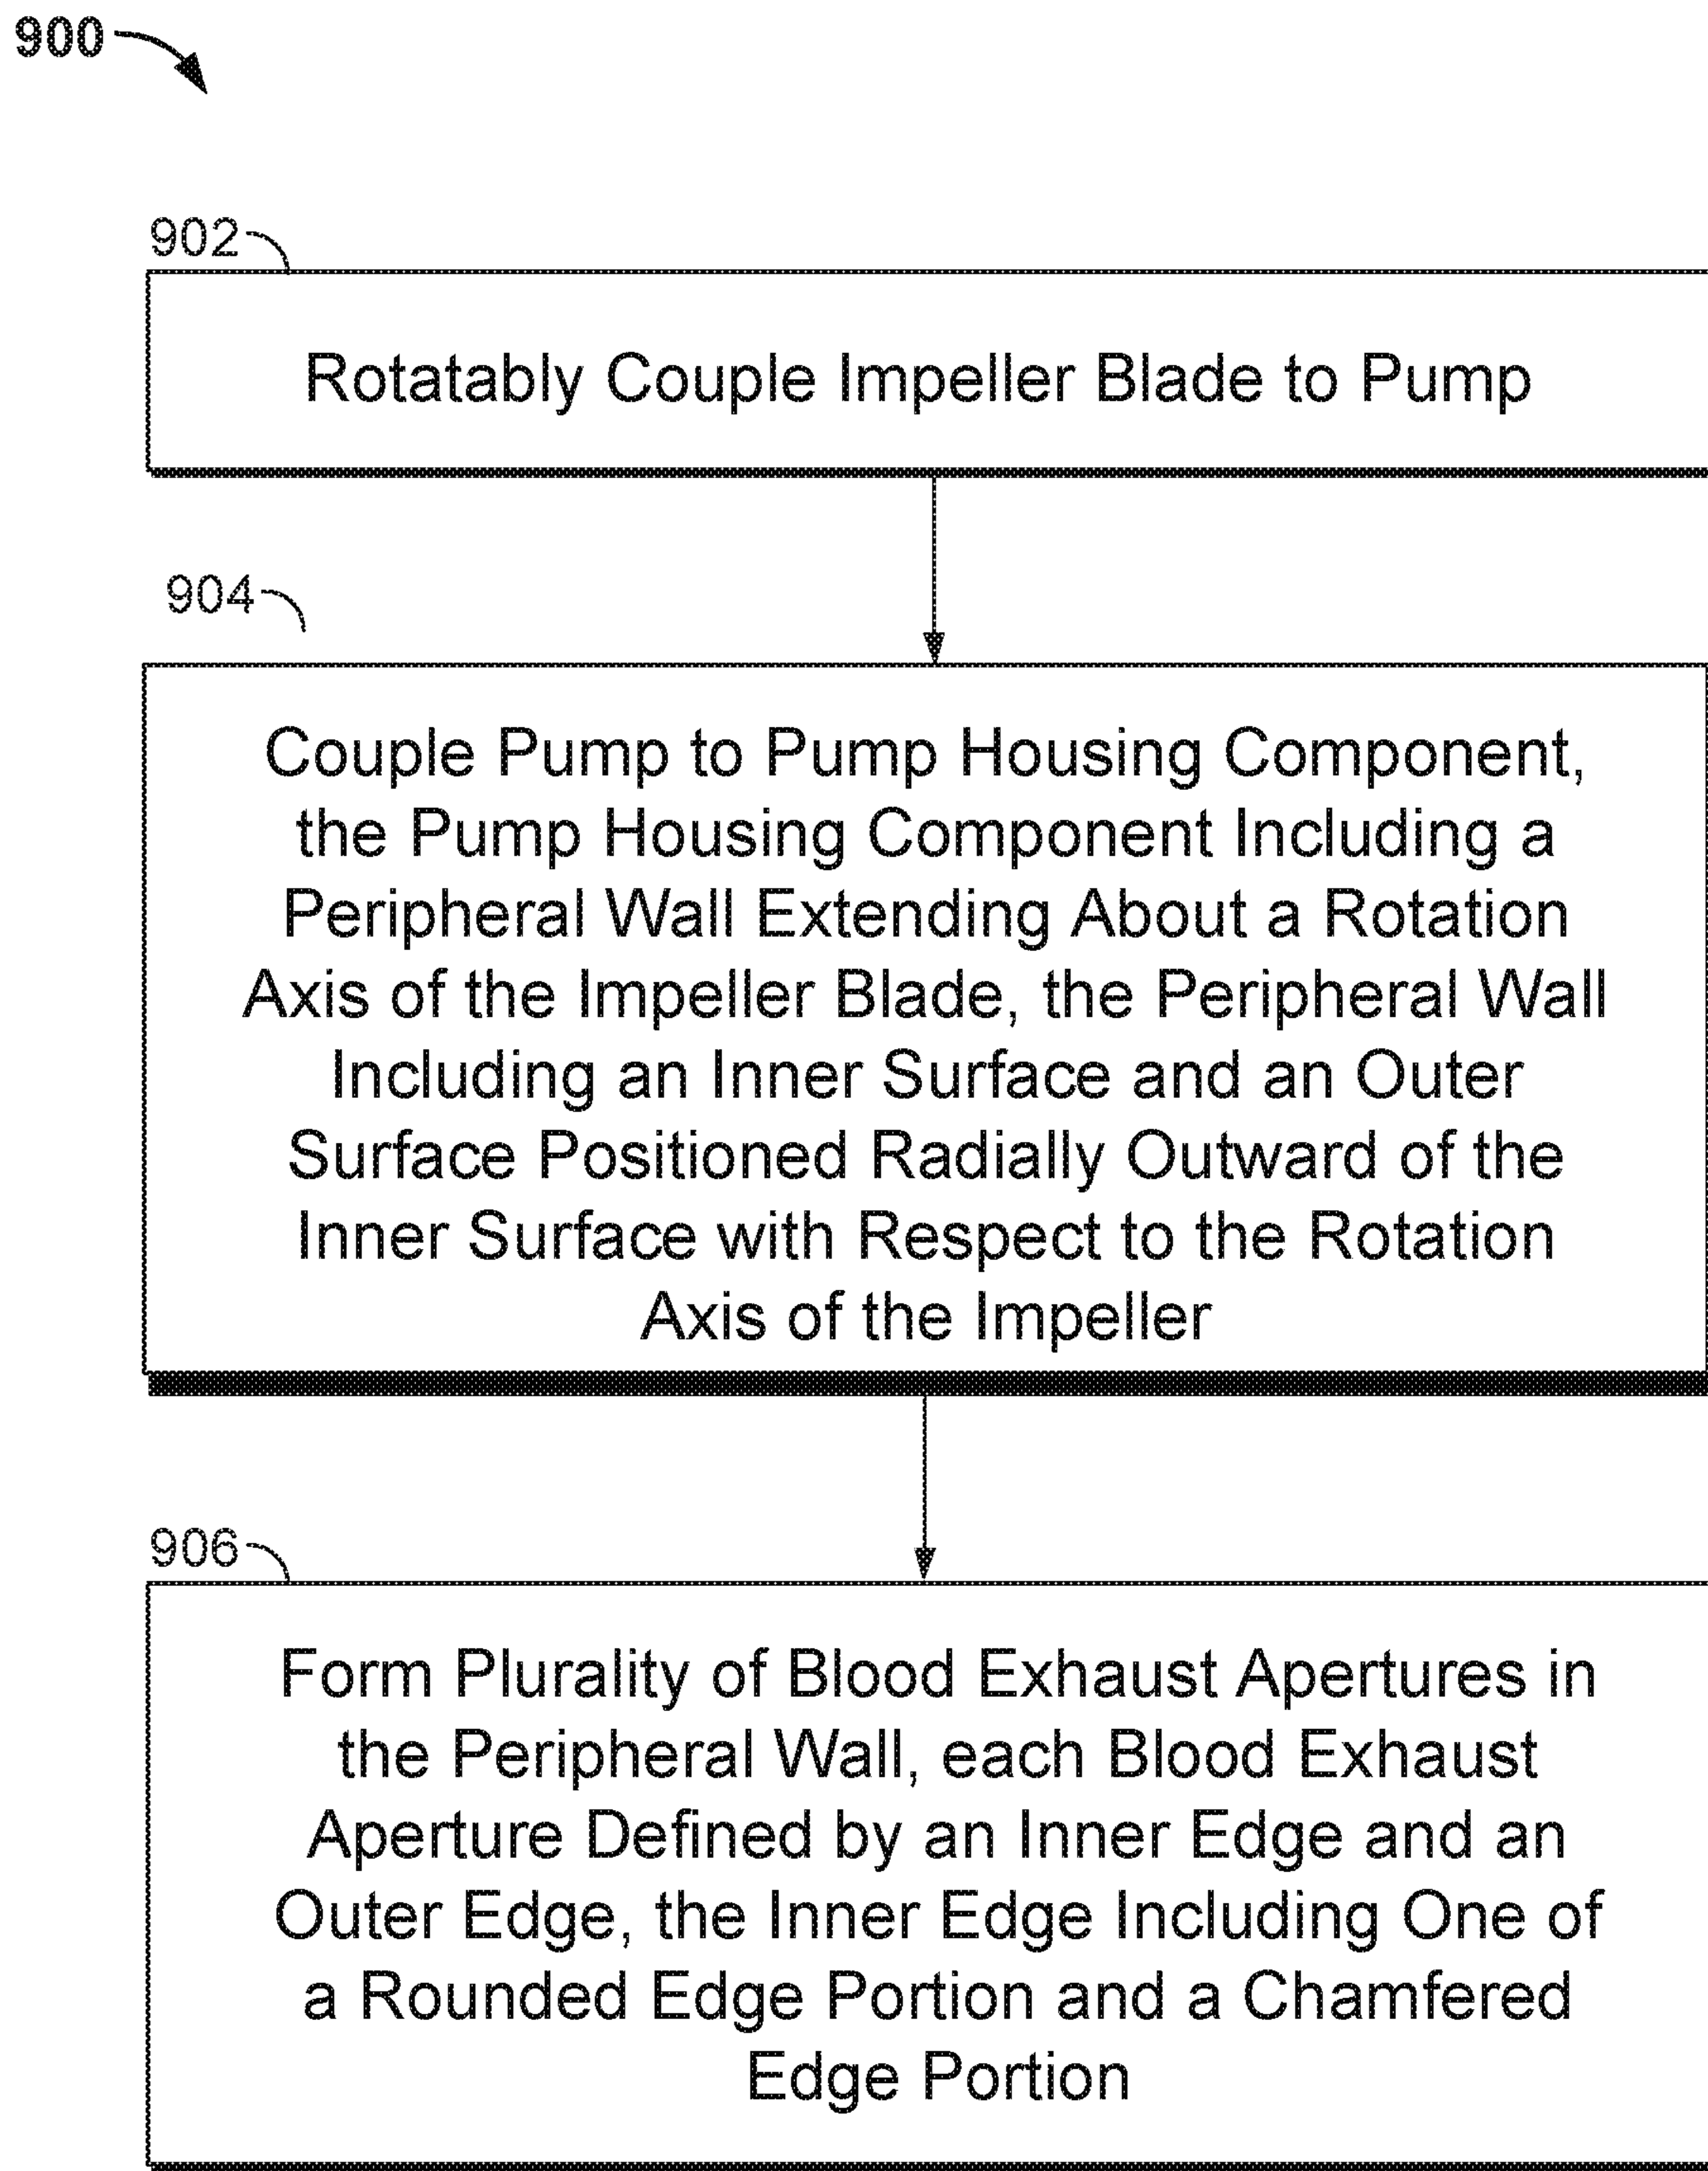 900
902
Rotatably Couple Impeller Blade to Pump
904
Couple Pump to Pump Housing Component,
the Pump Housing Component Including a
Peripheral Wall Extending About a Rotation
Axis of the Impeller Blade, the Peripheral Wall
Including an Inner Surface and an Outer
Surface Positioned Radially Outward of the
Inner Surface with Respect to the Rotation
Axis of the Impeller
906
Form Plurality of Blood Exhaust Apertures in
the Peripheral Wall, each Blood Exhaust
Aperture Defined by an Inner Edge and an
Outer Edge, the Inner Edge Including One of
a Rounded Edge Portion and a Chamfered
Edge Portion